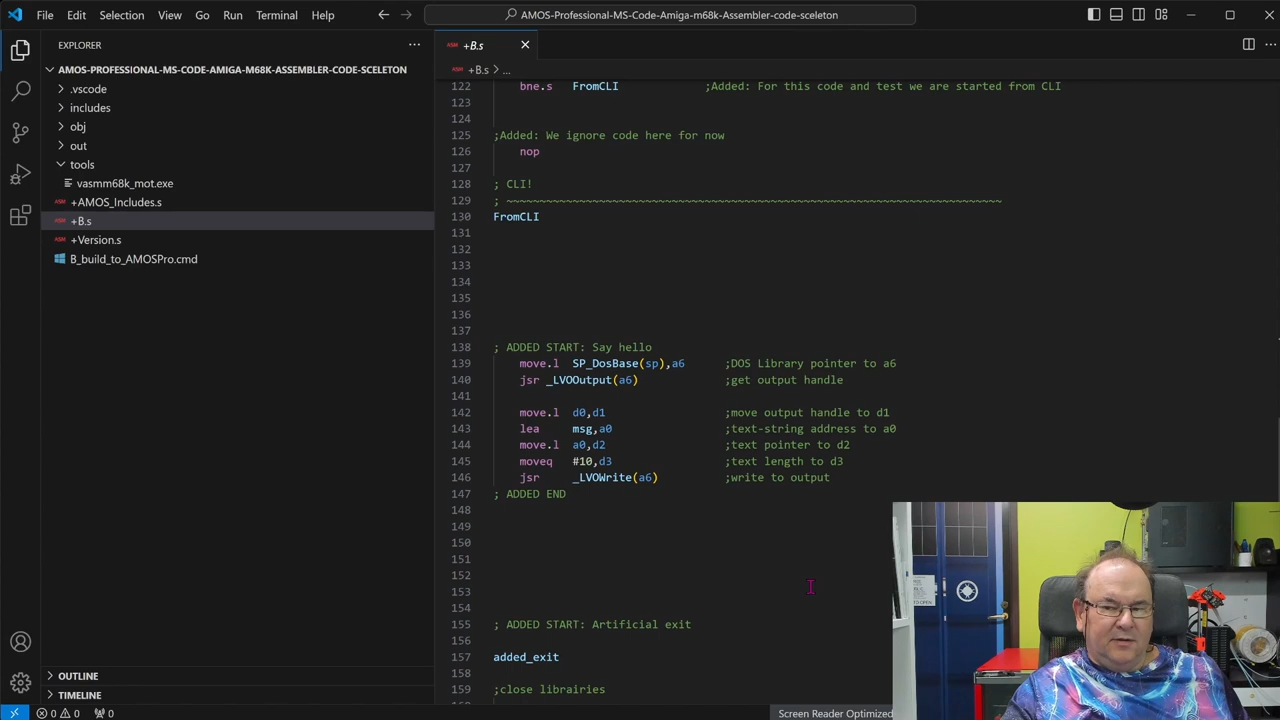 File Edit Selection View Go Run Terminal Help
AMOS-Professional-MS-Code-Amiga-m68k-Assembler-code-sceleton
EXPLORER
AMOS-PROFESSIONAL-MS-CODE-AMIGA-M68K-ASSEMBLER-CODE-SCELETON
.vscode
includes
obj
out
tools
vasmm68k_mot.exe
ASM +AMOS_Includes.s
ASM +B.s
ASM +Version.s
B_build_to_AMOSPro.cmd
OUTLINE
TIMELINE
0 0 0
ASM +B.s
ASM +B.s > ...
122 bne.s FromCLI ;Added: For this code and test we are started from CLI
123
124
125 ;Added: We ignore code here for now
126 nop
127
128 ; CLI!
129 ; ~~~~~~~~~~~~~~~~~~~~~~~~~~~~~~~~~~~~~~~~~~~~~~~~~~~~~~~~~~~~~~~~~~~~~~~~~~~
130 FromCLI
131
132
133
134
135
136
137
138 ; ADDED START: Say hello
139 move.l SP_DosBase(sp),a6 ;DOS Library pointer to a6
140 jsr _LVOOutput(a6) ;get output handle
141
142 move.l d0,d1 ;move output handle to d1
143 lea msg,a0 ;text-string address to a0
144 move.l a0,d2 ;text pointer to d2
145 moveq #10,d3 ;text length to d3
146 jsr _LVOWrite(a6) ;write to output
147 ; ADDED END
148
149
150
151
152
153
154
155 ; ADDED START: Artificial exit
156
157 added_exit
158
159 ;close librairies
Screen Reader Optimized